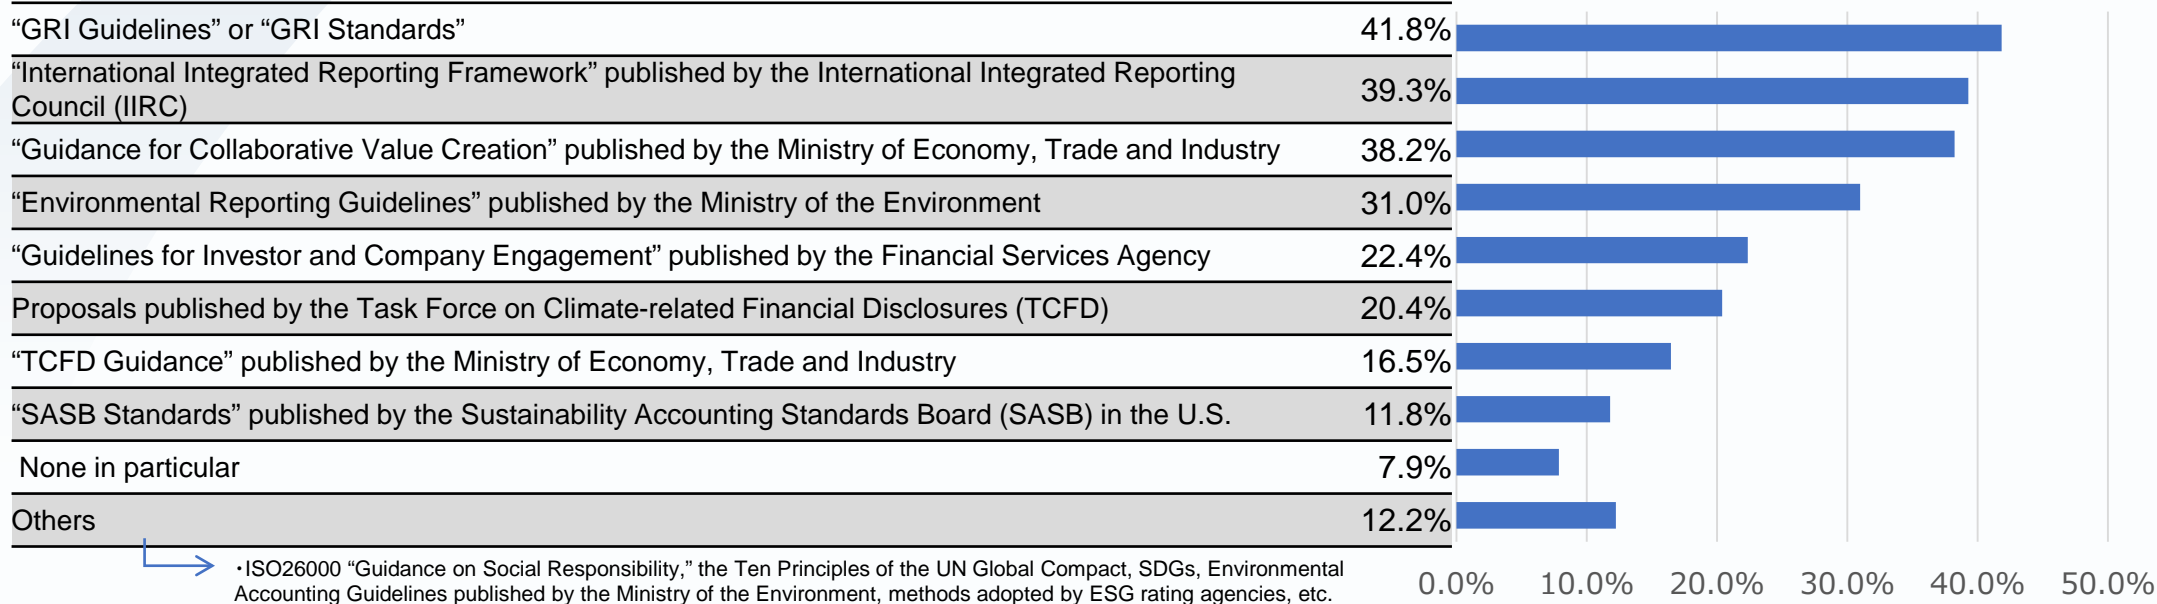 “GRI Guidelines” or “GRI Standards” 41.8%
“International Integrated Reporting Framework” published by the International Integrated Reporting
Council (IIRC) 39.3%
“Guidance for Collaborative Value Creation” published by the Ministry of Economy, Trade and Industry 38.2%
“Environmental Reporting Guidelines” published by the Ministry of the Environment 31.0%
“Guidelines for Investor and Company Engagement” published by the Financial Services Agency 22.4%
Proposals published by the Task Force on Climate-related Financial Disclosures (TCFD) 20.4%
“TCFD Guidance” published by the Ministry of Economy, Trade and Industry 16.5%
“SASB Standards” published by the Sustainability Accounting Standards Board (SASB) in the U.S. 11.8%
None in particular 7.9%
Others 12.2%
・ISO26000 “Guidance on Social Responsibility,” the Ten Principles of the UN Global Compact, SDGs, Environmental
Accounting Guidelines published by the Ministry of the Environment, methods adopted by ESG rating agencies, etc.
0.0% 10.0% 20.0% 30.0% 40.0% 50.0%